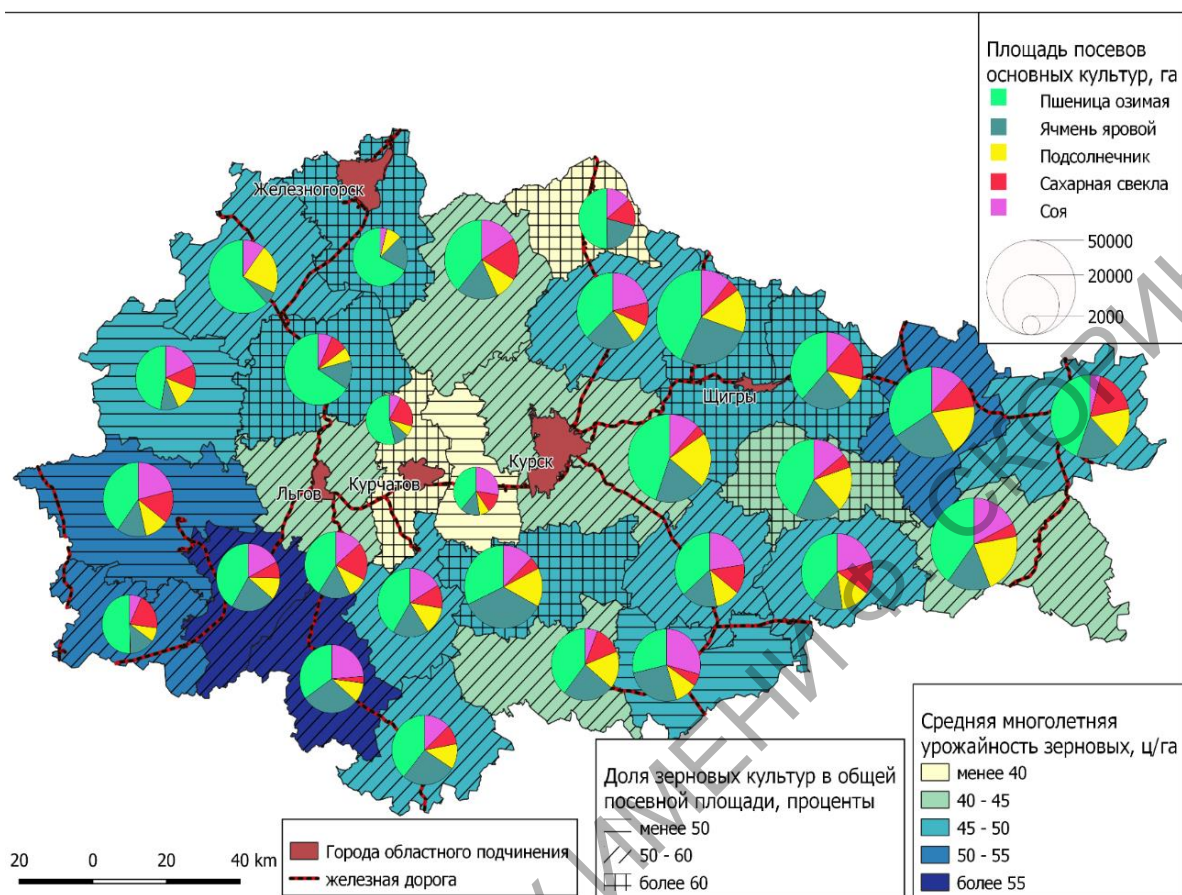 Площадь посевов
основных культур, га
Пшеница озимая
Ячмень яровой
Подсолнечник
Сахарная свекла
Соя
50000
20000
2000
Железногорск
Щигры
Курск
Курчатов
Льгов
Доля зерновых культур в общей
посевной площади, проценты
менее 50
50 - 60
более 60
Средняя многолетняя
урожайность зерновых, ц/га
менее 40
40 - 45
45 - 50
50 - 55
более 55
Города областного подчинения
железная дорога
20 0 20 40 km
ИМЕНИ Ф. СКОРИН